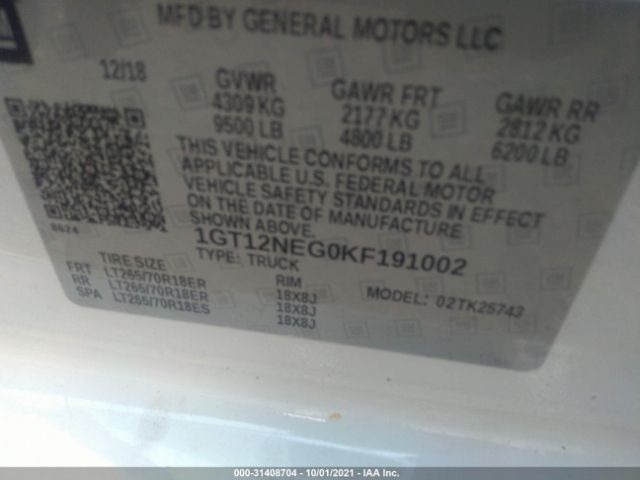 GM
MFD BY GENERAL MOTORS LLC
12/18
GVWR
4309 KG
9500 LB
GAWR FRT
2177 KG
4800 LB
GAWR RR
2812 KG
6200 LB
THIS VEHICLE CONFORMS TO ALL
APPLICABLE U.S. FEDERAL MOTOR
VEHICLE SAFETY STANDARDS IN EFFECT
ON THE DATE OF MANUFACTURE
SHOWN ABOVE.
8624
1GT12NEG0KF191002
TYPE: TRUCK
TIRE SIZE RIM
FRT LT265/70R18ER 18X8J
RR LT265/70R18ER 18X8J
SPA LT265/70R18ES 18X8J
MODEL: 02TK25743
000-31408704 - 10/01/2021 - IAA Inc.